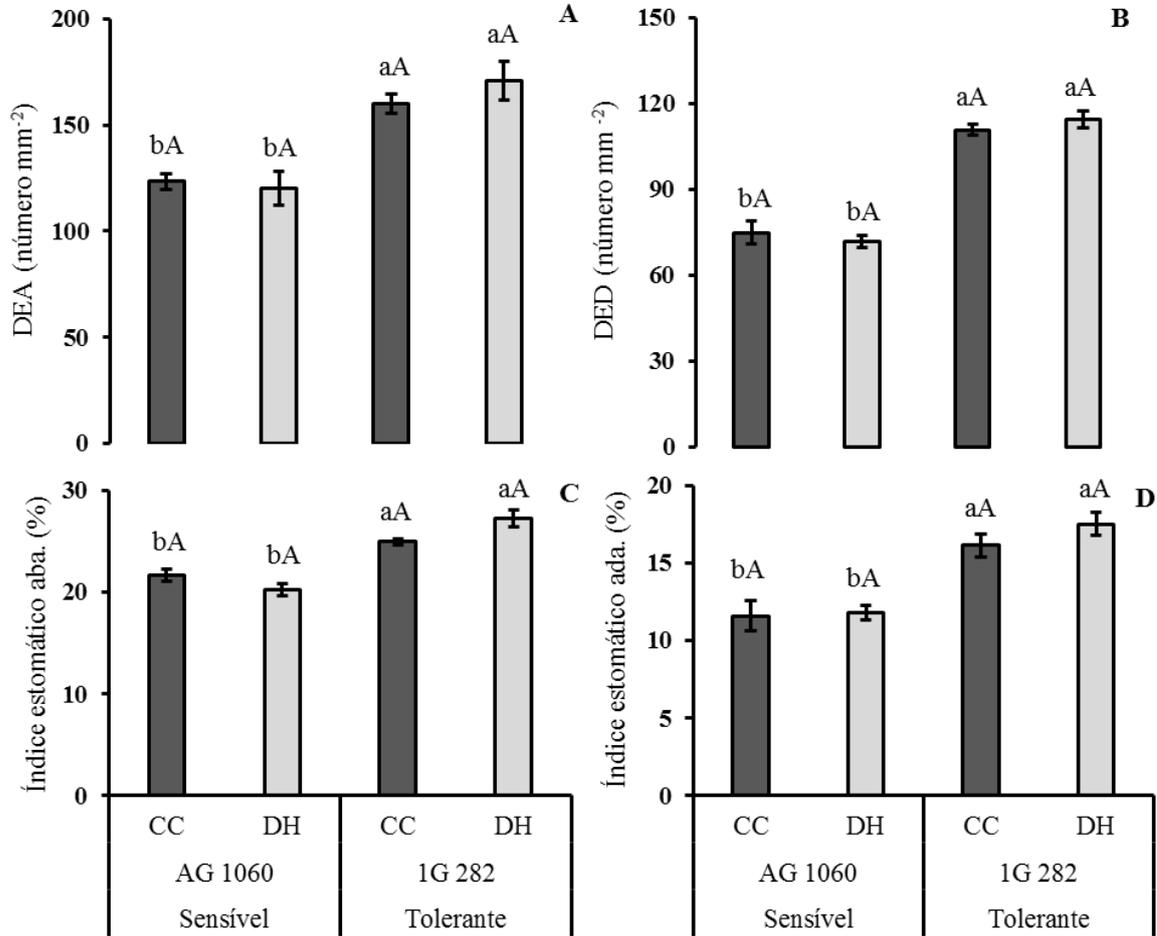 A
DEA (número mm-2)
200
150
100
50
0
bA
bA
aA
aA
B
DED (número mm -2)
150
120
90
60
30
0
bA
bA
aA
aA
C
Índice estomático aba. (%)
30
20
10
0
bA
bA
aA
aA
D
Índice estomático ada. (%)
20
15
10
5
0
bA
bA
aA
aA
CC DH CC DH
AG 1060 1G 282
Sensível Tolerante
CC DH CC DH
AG 1060 1G 282
Sensível Tolerante